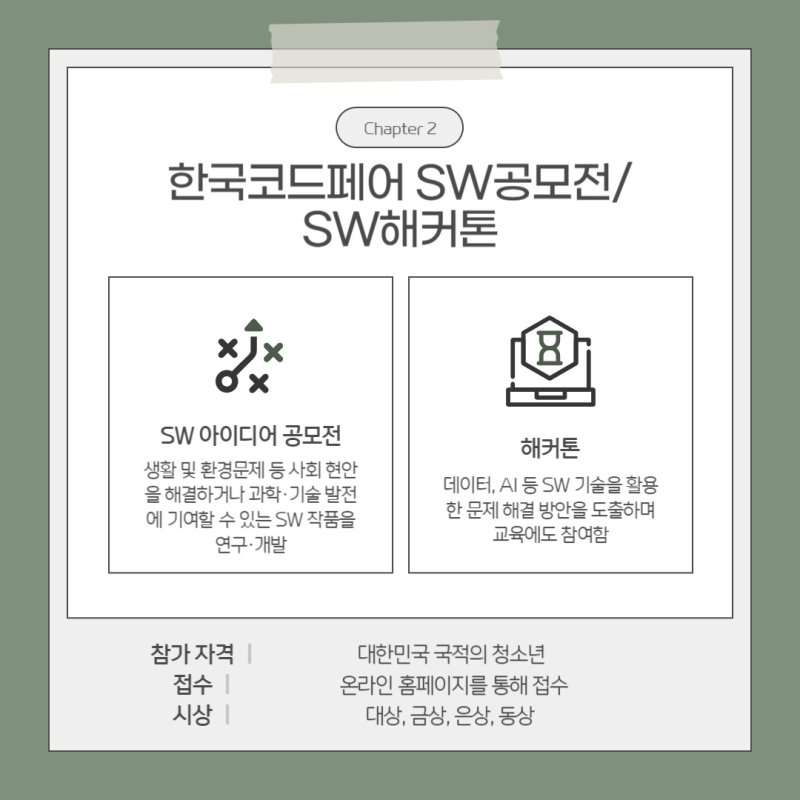 Chapter 2
한국코드페어 SW공모전/
SW해커톤
SW 아이디어 공모전
생활 및 환경문제 등 사회 현안
을 해결하거나 과학·기술 발전
에 기여할 수 있는 SW 작품을
연구·개발
해커톤
데이터, AI 등 SW 기술을 활용
한 문제 해결 방안을 도출하며
교육에도 참여함
참가 자격 | 대한민국 국적의 청소년
접수 | 온라인 홈페이지를 통해 접수
시상 | 대상, 금상, 은상, 동상